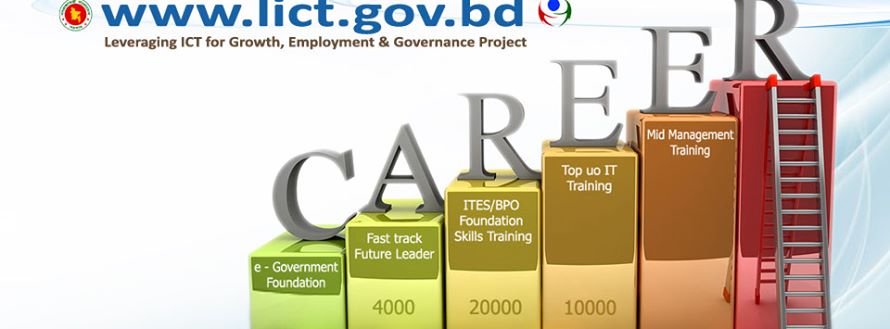 www.lict.gov.bd
Leveraging ICT for Growth, Employment & Governance Project
CAREER
e - Government
Foundation
Fast track
Future Leader
4000
ITES/BPO
Foundation
Skills Training
20000
Top uo IT
Training
10000
Mid Management
Training